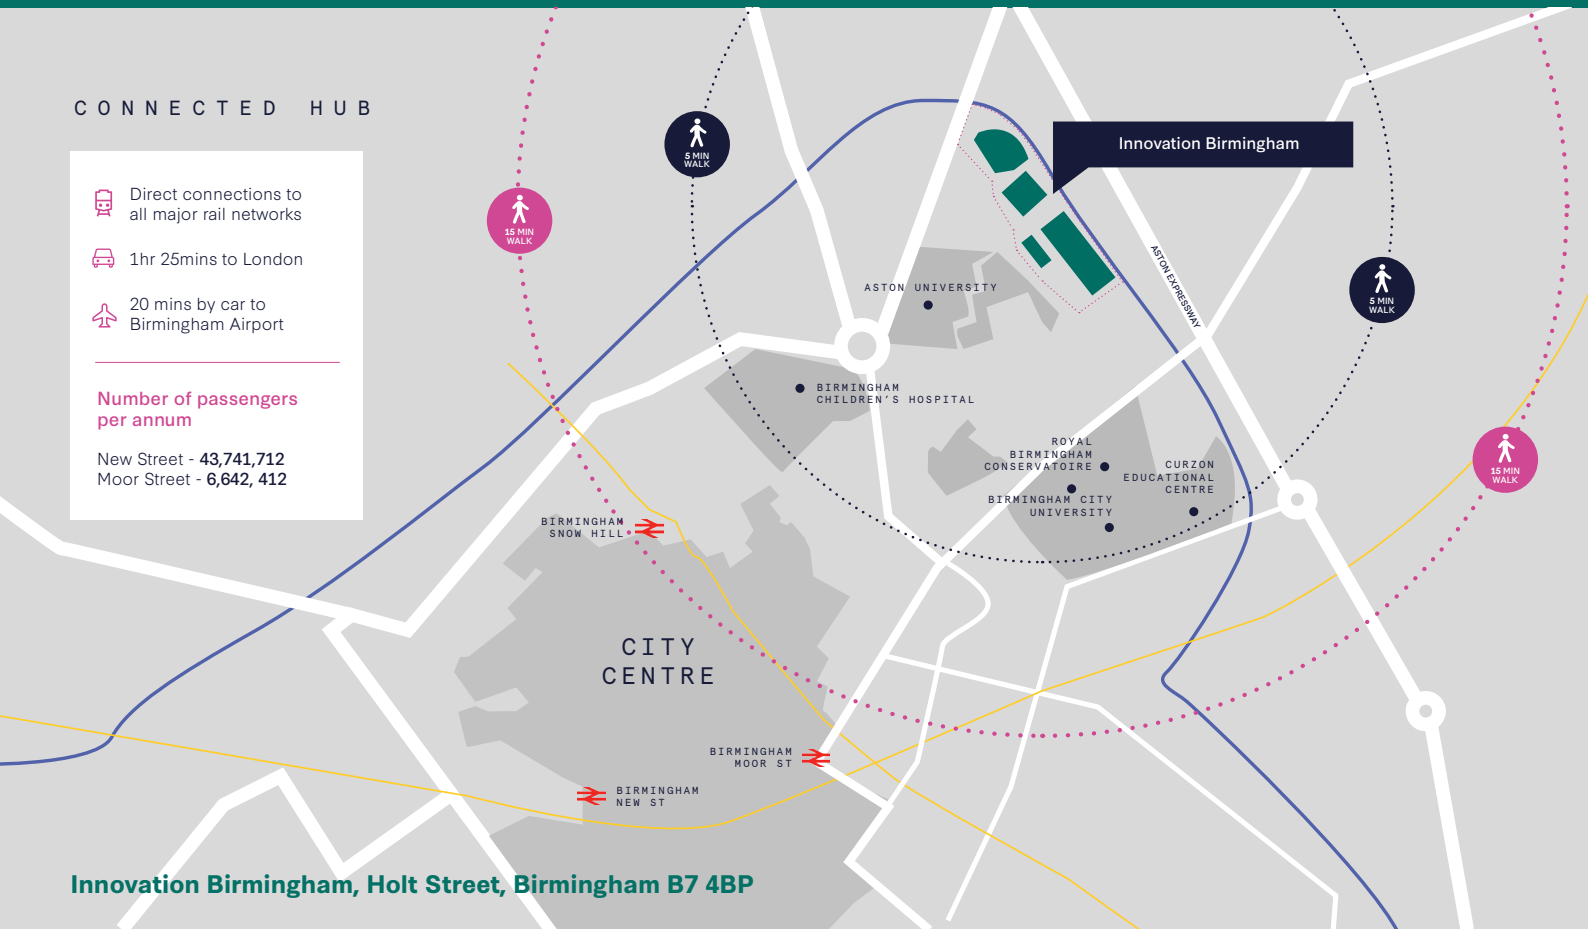 CONNECTED HUB
Direct connections to
all major rail networks
1hr 25mins to London
20 mins by car to
Birmingham Airport
Number of passengers
per annum
New Street - 43,741,712
Moor Street - 6,642, 412
5 MIN
WALK
15 MIN
WALK
Innovation Birmingham
ASTON EXPRESSWAY
5 MIN
WALK
15 MIN
WALK
ASTON UNIVERSITY
BIRMINGHAM
CHILDREN'S HOSPITAL
ROYAL
BIRMINGHAM
CONSERVATOIRE
CURZON
EDUCATIONAL
CENTRE
BIRMINGHAM CITY
UNIVERSITY
BIRMINGHAM
SNOW HILL
CITY
CENTRE
BIRMINGHAM
MOOR ST
BIRMINGHAM
NEW ST
Innovation Birmingham, Holt Street, Birmingham B7 4BP